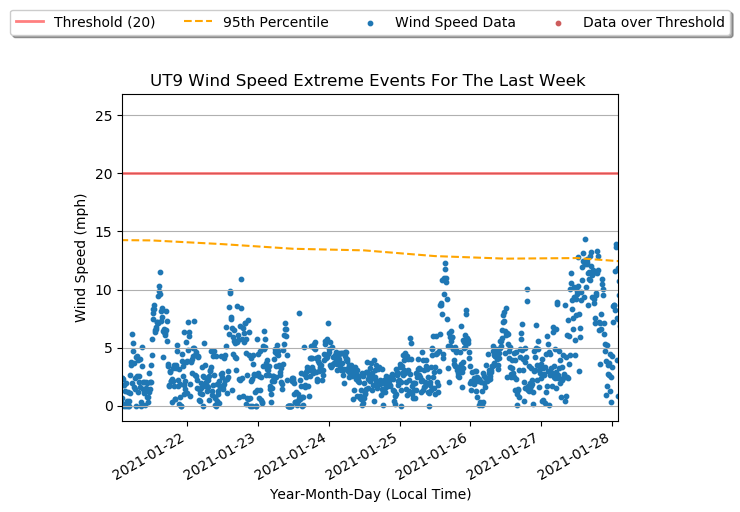 Threshold (20) 95th Percentile Wind Speed Data Data over Threshold
UT9 Wind Speed Extreme Events For The Last Week
25
20
15
10
5
0
Wind Speed (mph)
2021-01-22 2021-01-23 2021-01-24 2021-01-25 2021-01-26 2021-01-27 2021-01-28
Year-Month-Day (Local Time)